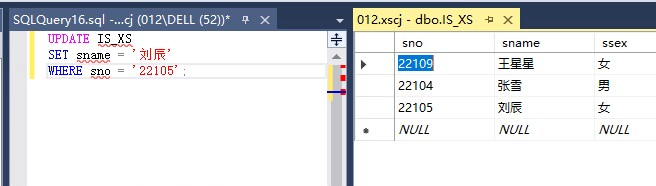 SQLQuery16.sql -...cj (012\DELL (52))*
UPDATE IS_XS
SET sname = '刘辰'
WHERE sno = '22105';
012.xscj - dbo.IS_XS
sno sname ssex
22109 王星星 女
22104 张雪 男
22105 刘辰 女
NULL NULL NULL